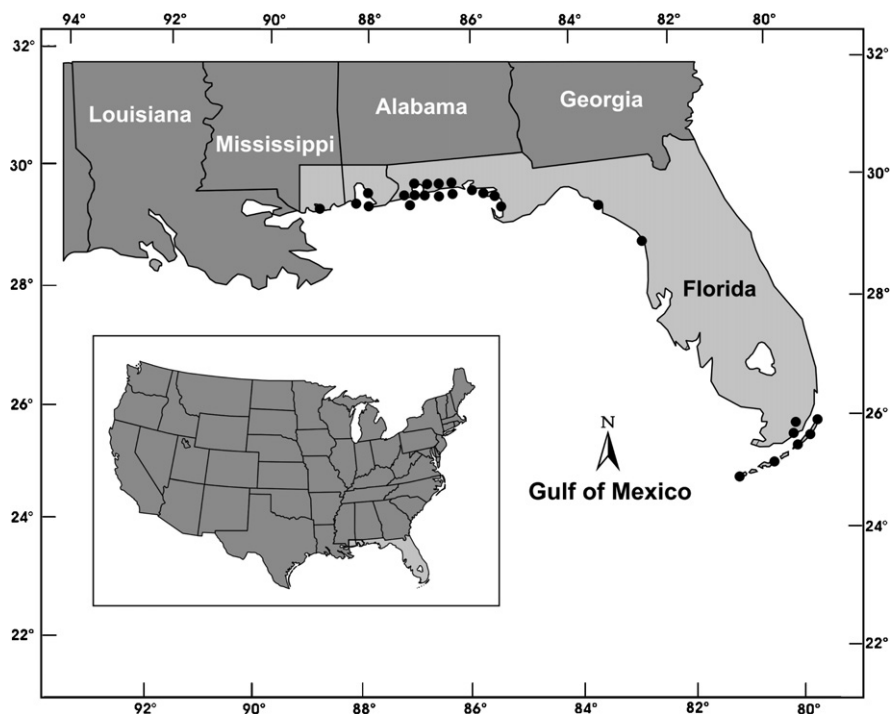 94° 92° 90° 88° 86° 84° 82° 80°
32° 32°
Louisiana
Mississippi
Alabama
Georgia
30° 30°
28° 28°
Florida
26° 26°
N
Gulf of Mexico
24° 24°
22° 22°
92° 90° 88° 86° 84° 82° 80°